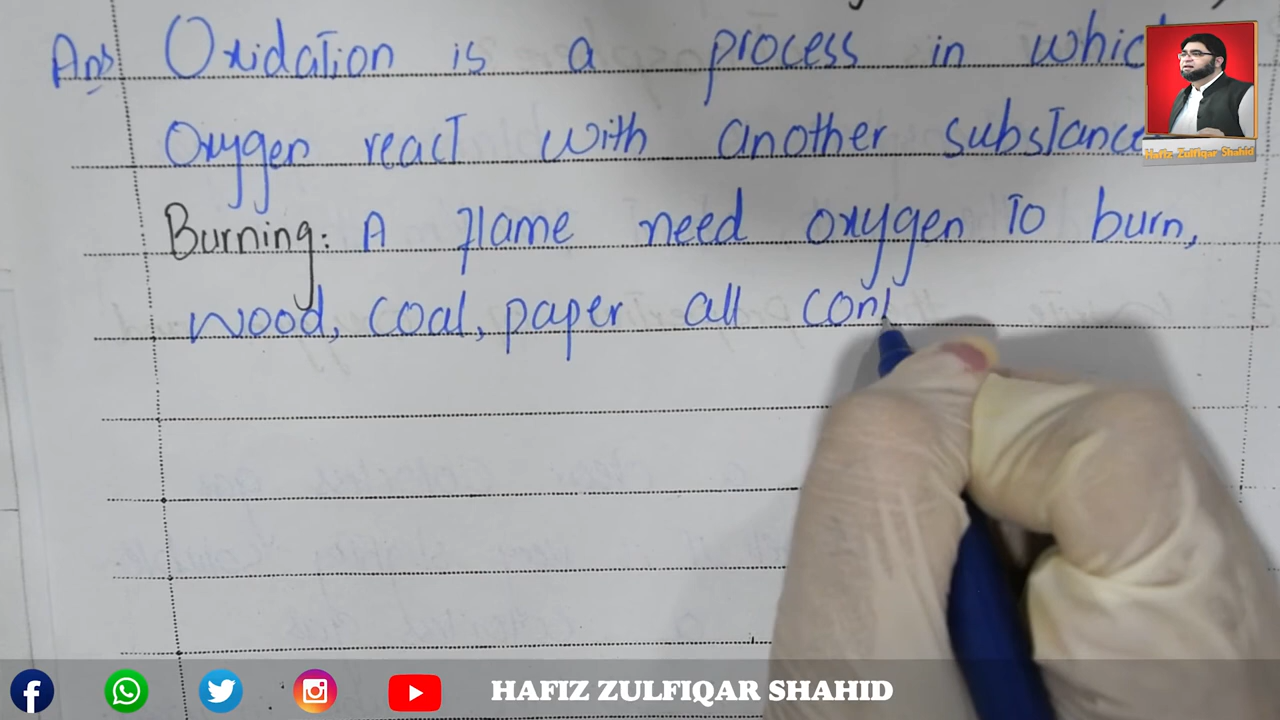 Ans Oxidation is a process in which
Oxygen react with another substance
Burning: A flame need oxygen to burn,
wood, coal, paper all cont
Hafiz Zulfiqar Shahid
HAFIZ ZULFIQAR SHAHID